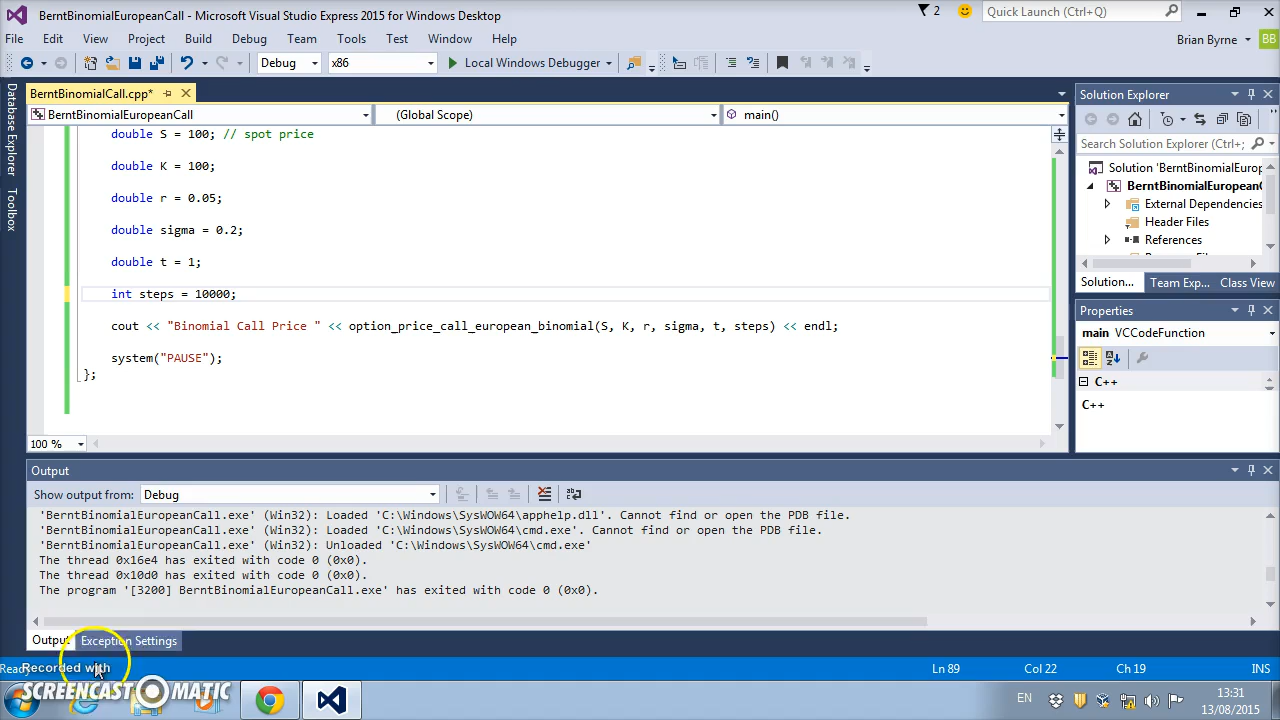 BerntBinomialEuropeanCall - Microsoft Visual Studio Express 2015 for Windows Desktop
2
Quick Launch (Ctrl+Q)
File Edit View Project Build Debug Team Tools Test Window Help
Brian Byrne BB
Debug x86 Local Windows Debugger
Database Explorer
Toolbox
BerntBinomialCall.cpp*
BerntBinomialEuropeanCall (Global Scope) main()
double S = 100; // spot price
double K = 100;
double r = 0.05;
double sigma = 0.2;
double t = 1;
int steps = 10000;
cout << "Binomial Call Price " << option_price_call_european_binomial(S, K, r, sigma, t, steps) << endl;
system("PAUSE");
};
100 %
Solution Explorer
Search Solution Explorer (Ctrl+;
Solution 'BerntBinomialEurop
BerntBinomialEuropeanC
External Dependencies
Header Files
References
Solution... Team Exp... Class View
Properties
main VCCodeFunction
C++
C++
Output
Show output from: Debug
'BerntBinomialEuropeanCall.exe' (Win32): Loaded 'C:\Windows\SysWOW64\apphelp.dll'. Cannot find or open the PDB file.
'BerntBinomialEuropeanCall.exe' (Win32): Loaded 'C:\Windows\SysWOW64\cmd.exe'. Cannot find or open the PDB file.
'BerntBinomialEuropeanCall.exe' (Win32): Unloaded 'C:\Windows\SysWOW64\cmd.exe'
The thread 0x16e4 has exited with code 0 (0x0).
The thread 0x10d0 has exited with code 0 (0x0).
The program '[3200] BerntBinomialEuropeanCall.exe' has exited with code 0 (0x0).
Output Exception Settings
Ready Ln 89 Col 22 Ch 19 INS
Recorded with
SCREENCAST MATIC
EN
13:31
13/08/2015